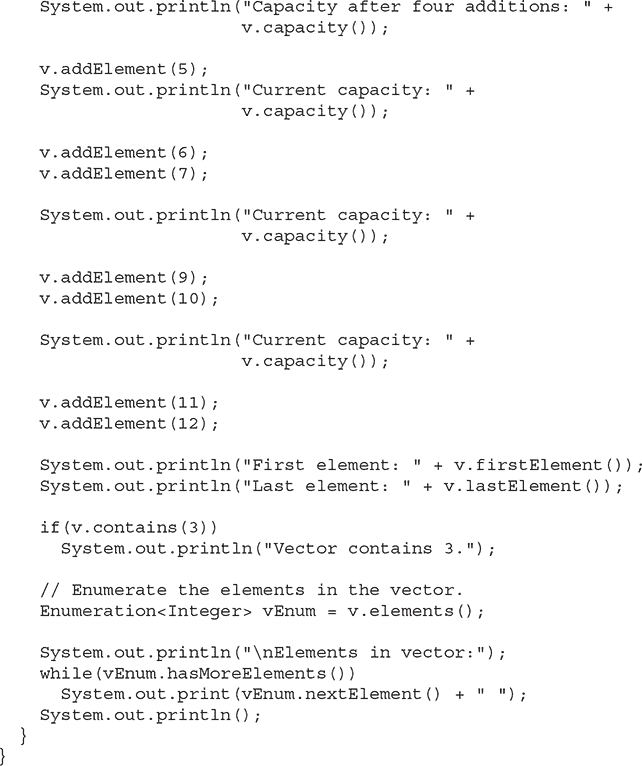 System.out.println("Capacity after four additions: " +
v.capacity());
v.addElement(5);
System.out.println("Current capacity: " +
v.capacity());
v.addElement(6);
v.addElement(7);
System.out.println("Current capacity: " +
v.capacity());
v.addElement(9);
v.addElement(10);
System.out.println("Current capacity: " +
v.capacity());
v.addElement(11);
v.addElement(12);
System.out.println("First element: " + v.firstElement());
System.out.println("Last element: " + v.lastElement());
if(v.contains(3))
System.out.println("Vector contains 3.");
// Enumerate the elements in the vector.
Enumeration<Integer> vEnum = v.elements();
System.out.println("\nElements in vector:");
while(vEnum.hasMoreElements())
System.out.print(vEnum.nextElement() + " ");
System.out.println();
}
}